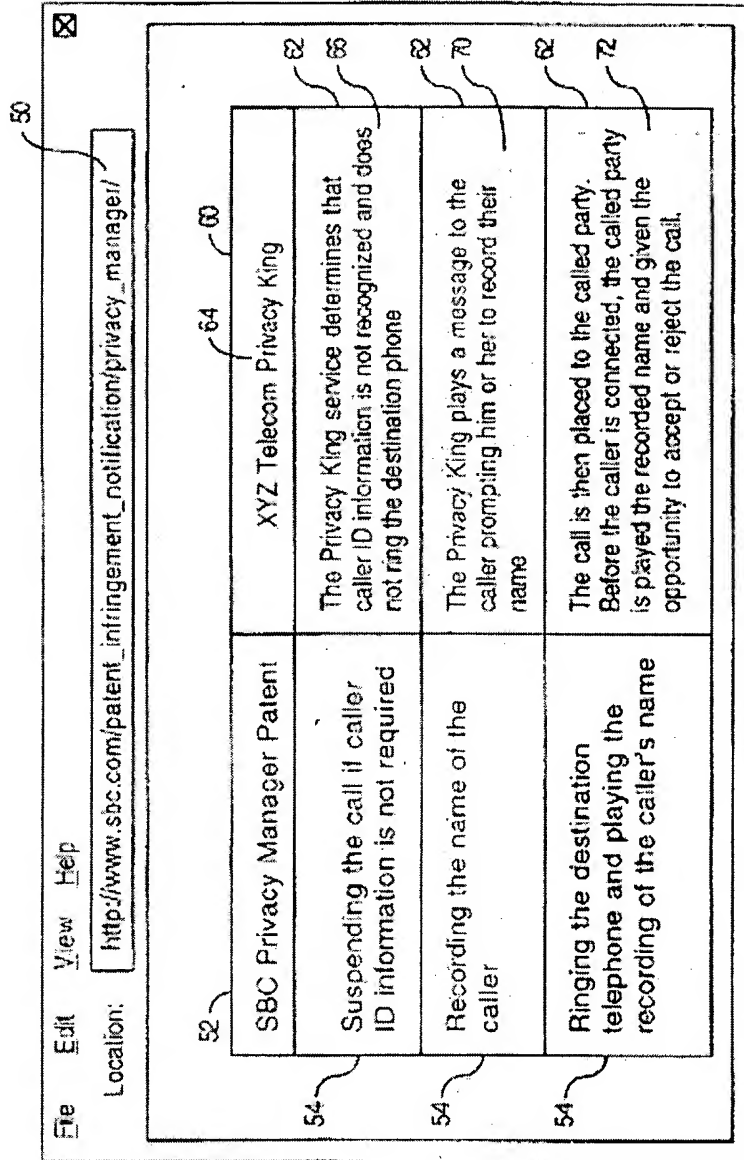 File Edit View Help
Location: http://www.sbc.com/patent_infringement_notification/privacy_manager/
50
52
60
64
SBC Privacy Manager Patent
XYZ Telecom Privacy King
54
Suspending the call if caller
ID information is not required
The Privacy King service determines that
caller ID information is not recognized and does
not ring the destination phone
62
66
54
Recording the name of the
caller
The Privacy King plays a message to the
caller prompting him or her to record their
name
62
70
54
Ringing the destination
telephone and playing the
recording of the caller's name
The call is then placed to the called party.
Before the caller is connected, the called party
is played the recorded name and given the
opportunity to accept or reject the call.
62
72